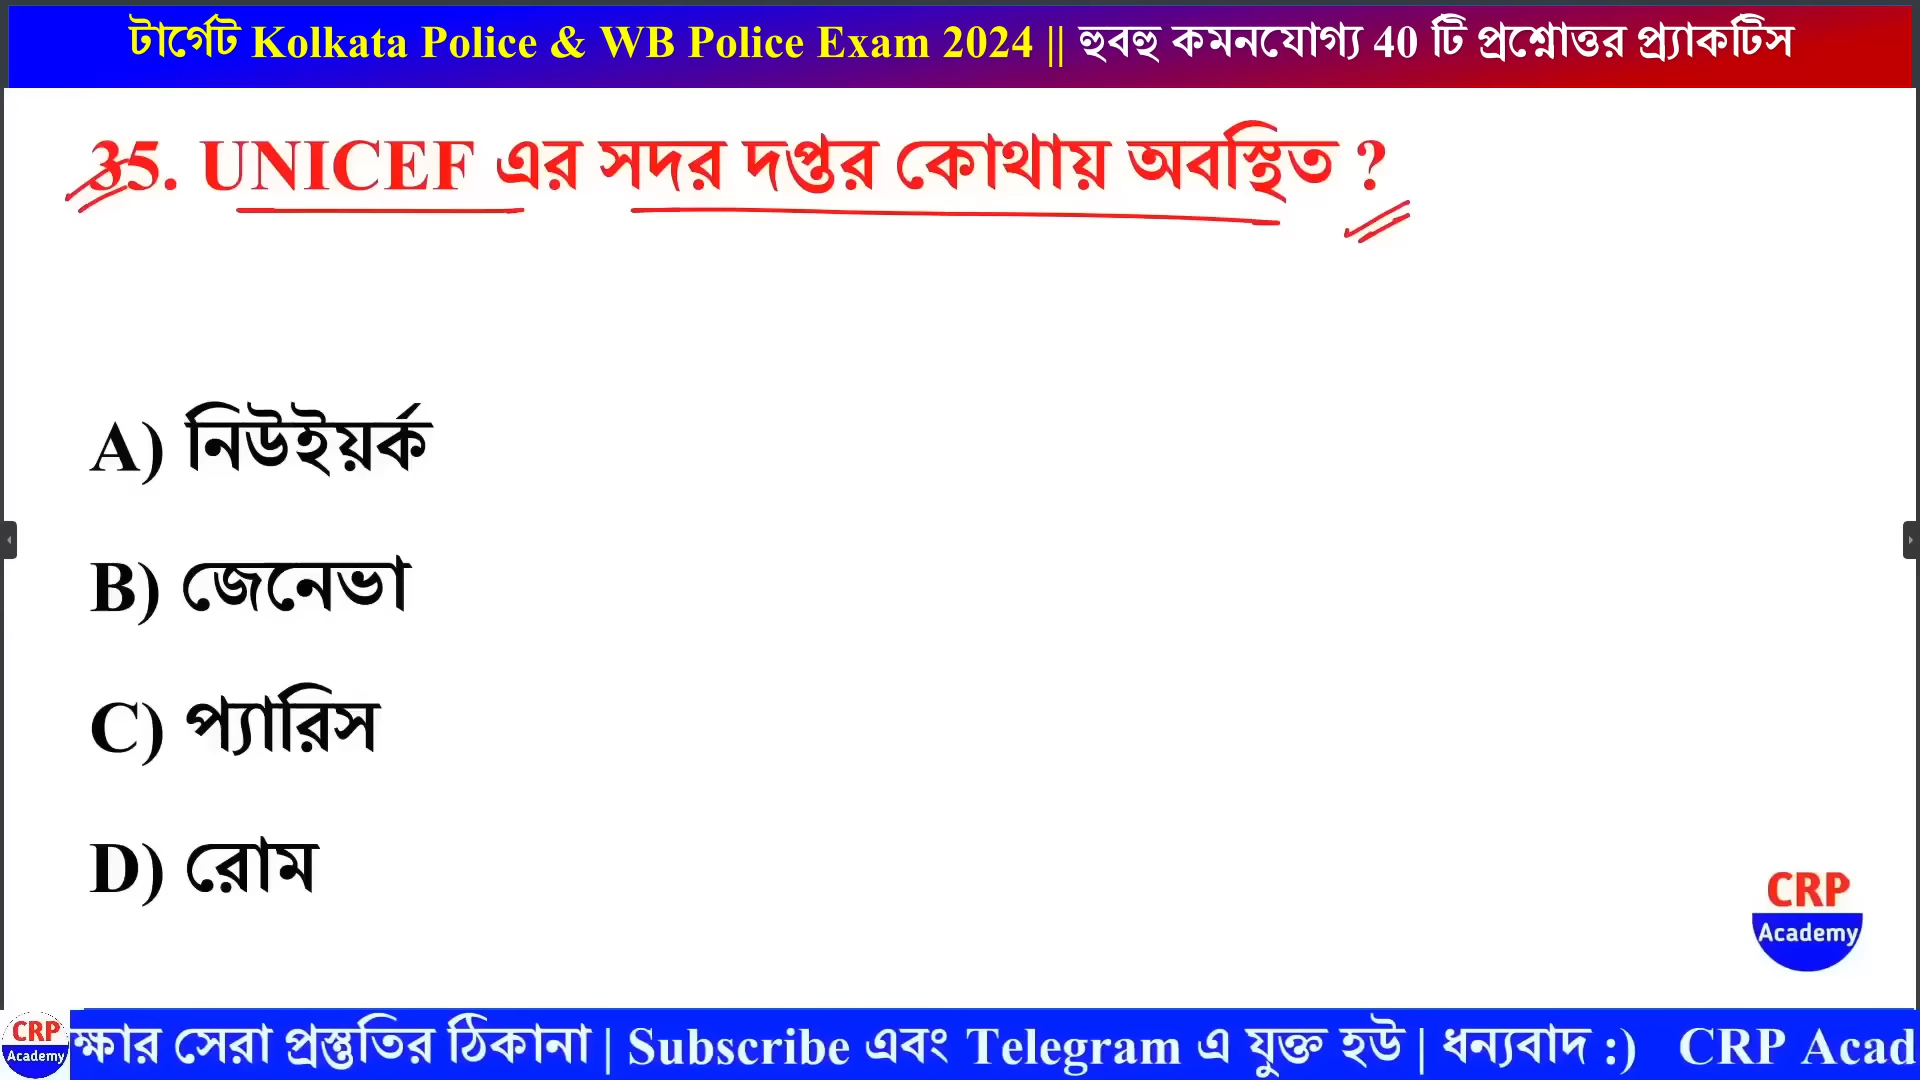 টার্গেট Kolkata Police & WB Police Exam 2024 || হুবহু কমনযোগ্য 40 টি প্রশ্নোত্তর প্র্যাকটিস
35. UNICEF এর সদর দপ্তর কোথায় অবস্থিত ?
A) নিউইয়র্ক
B) জেনেভা
C) প্যারিস
D) রোম
CRP
Academy
CRP
Academy
ক্ষার সেরা প্রস্তুতির ঠিকানা | Subscribe এবং Telegram এ যুক্ত হউ | ধন্যবাদ :) CRP Acad